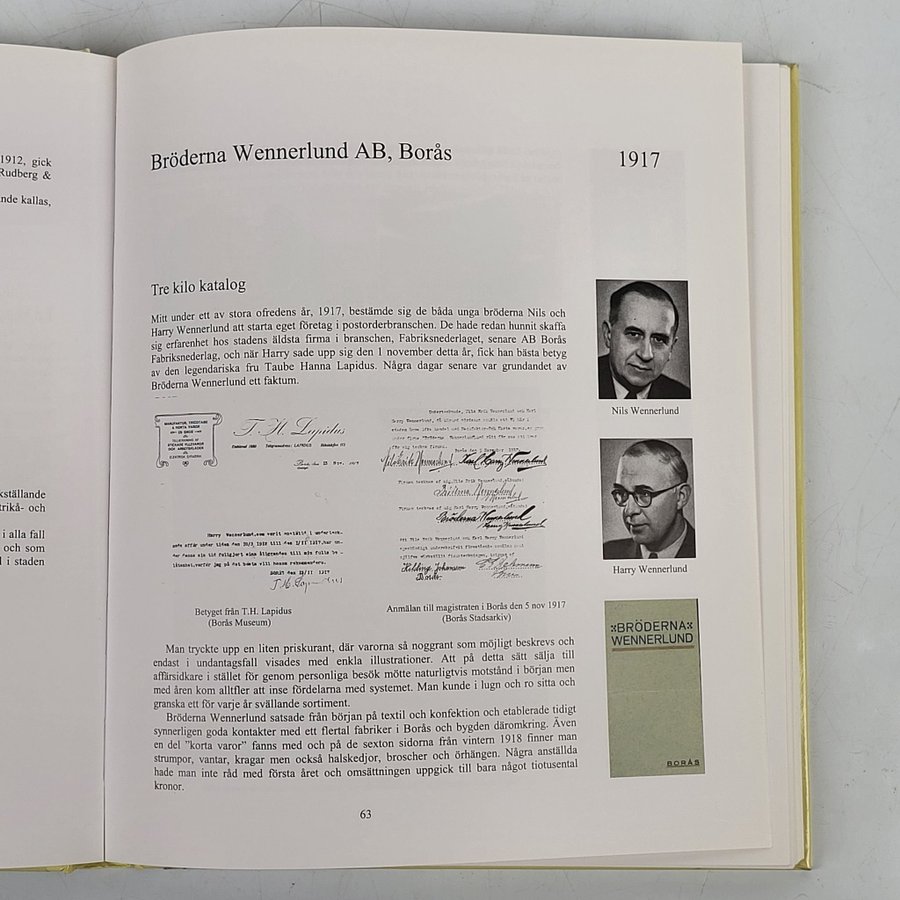 1912, gick
Rudberg &
nde kallas,
kställande
trikå- och
i alla fall
och som
i staden
Bröderna Wennerlund AB, Borås
1917
Tre kilo katalog
Mitt under ett av stora ofredens år, 1917, bestämde sig de båda unga bröderna Nils och
Harry Wennerlund att starta eget företag i postorderbranschen. De hade redan hunnit skaffa
sig erfarenhet hos stadens äldsta firma i branschen, Fabriksnederlaget, senare AB Borås
Fabriksnederlag, och när Harry sade upp sig den 1 november detta år, fick han bästa betyg
av den legendariska fru Taube Hanna Lapidus. Några dagar senare var grundandet av
Bröderna Wennerlund ett faktum.
Nils Wennerlund
Harry Wennerlund
T. H. Lapidus
Betyget från T.H. Lapidus
(Borås Museum)
Anmälan till magistraten i Borås den 5 nov 1917
(Borås Stadsarkiv)
BRÖDERNA
WENNERLUND
BORÅS
Man tryckte upp en liten priskurant, där varorna så noggrant som möjligt beskrevs och
endast i undantagsfall visades med enkla illustrationer. Att på detta sätt sälja till
affärsidkare i stället för genom personliga besök mötte naturligtvis motstånd i början men
med åren kom alltfler att inse fördelarna med systemet. Man kunde i lugn och ro sitta och
granska ett för varje år svällande sortiment.
Bröderna Wennerlund satsade från början på textil och konfektion och etablerade tidigt
synnerligen goda kontakter med ett flertal fabriker i Borås och bygden däromkring. Även
en del "korta varor" fanns med och på de sexton sidorna från vintern 1918 finner man
strumpor, vantar, kragar men också halskedjor, broscher och örhängen. Några anställda
hade man inte råd med första året och omsättningen uppgick till bara något tiotusental
kronor.
63